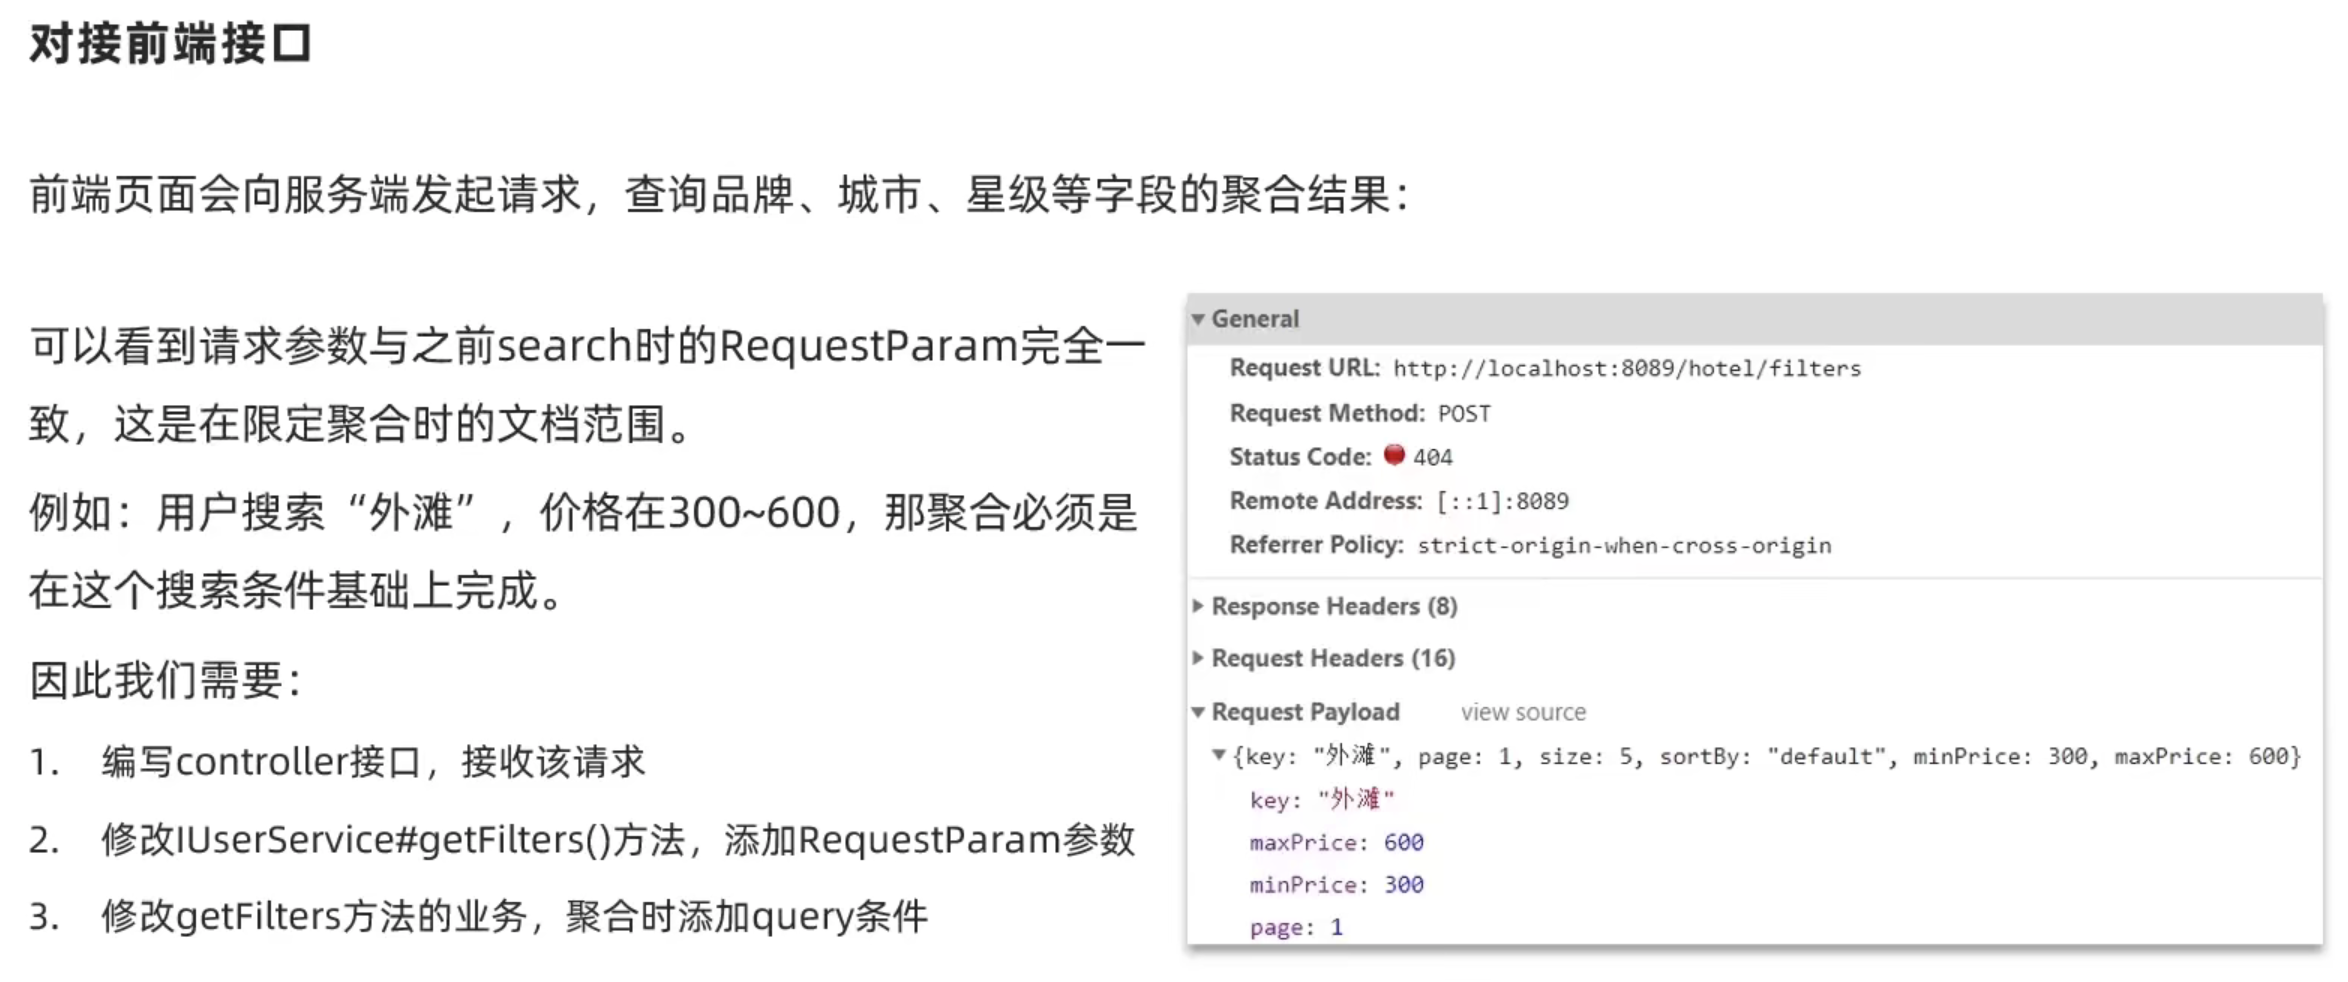 对接前端接口
前端页面会向服务端发起请求，查询品牌、城市、星级等字段的聚合结果：
可以看到请求参数与之前search时的RequestParam完全一
致，这是在限定聚合时的文档范围。
例如：用户搜索“外滩”，价格在300~600，那聚合必须是
在这个搜索条件基础上完成。
因此我们需要：
1. 编写controller接口，接收该请求
2. 修改IUserService#getFilters()方法，添加RequestParam参数
3. 修改getFilters方法的业务，聚合时添加query条件
General
Request URL: http://localhost:8089/hotel/filters
Request Method: POST
Status Code: 404
Remote Address: [::1]:8089
Referrer Policy: strict-origin-when-cross-origin
Response Headers (8)
Request Headers (16)
Request Payload view source
{key: "外滩", page: 1, size: 5, sortBy: "default", minPrice: 300, maxPrice: 600}
key: "外滩"
maxPrice: 600
minPrice: 300
page: 1